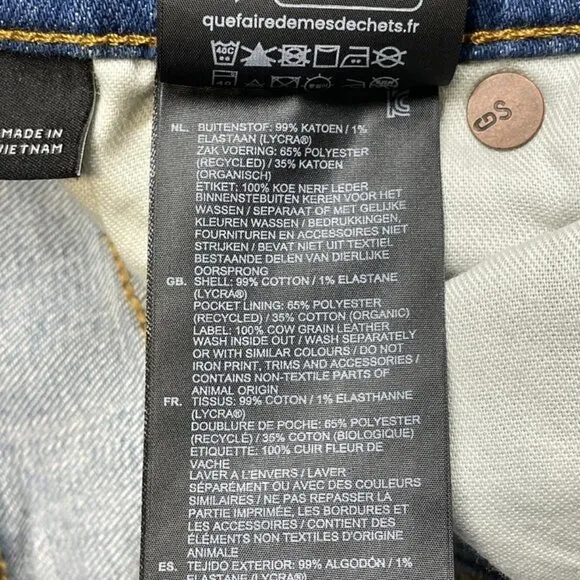 quefairedemesdechets.fr
40C
MADE IN
VIETNAM
SG
NL. BUITENSTOF: 99% KATOEN / 1%
ELASTAAN (LYCRA®)
ZAK VOERING: 65% POLYESTER
(RECYCLED) / 35% KATOEN
(ORGANISCH)
ETIKET: 100% KOE NERF LEDER
BINNENSTEBUITEN KEREN VOOR HET
WASSEN / SEPARAAT OF MET GELIJKE
KLEUREN WASSEN / BEDRUKKINGEN,
FOURNITUREN EN ACCESSOIRES NIET
STRIJKEN / BEVAT NIET UIT TEXTIEL
BESTAANDE DELEN VAN DIERLIJKE
OORSPRONG
GB. SHELL: 99% COTTON / 1% ELASTANE
(LYCRA®)
POCKET LINING: 65% POLYESTER
(RECYCLED) / 35% COTTON (ORGANIC)
LABEL: 100% COW GRAIN LEATHER
WASH INSIDE OUT / WASH SEPARATELY
OR WITH SIMILAR COLOURS / DO NOT
IRON PRINT, TRIMS AND ACCESSORIES /
CONTAINS NON-TEXTILE PARTS OF
ANIMAL ORIGIN
FR. TISSUS: 99% COTON / 1% ELASTHANNE
(LYCRA®)
DOUBLURE DE POCHE: 65% POLYESTER
(RECYCLÉ) / 35% COTON (BIOLOGIQUE)
ETIQUETTE: 100% CUIR FLEUR DE
VACHE
LAVER A L'ENVERS / LAVER
SÉPARÉMENT OU AVEC DES COULEURS
SIMILAIRES / NE PAS REPASSER LA
PARTIE IMPRIMÉE, LES BORDURES ET
LES ACCESSOIRES / CONTIENT DES
ÉLÉMENTS NON TEXTILES D'ORIGINE
ANIMALE
ES. TEJIDO EXTERIOR: 99% ALGODÓN / 1%
ELASTANE (LYCRA®)